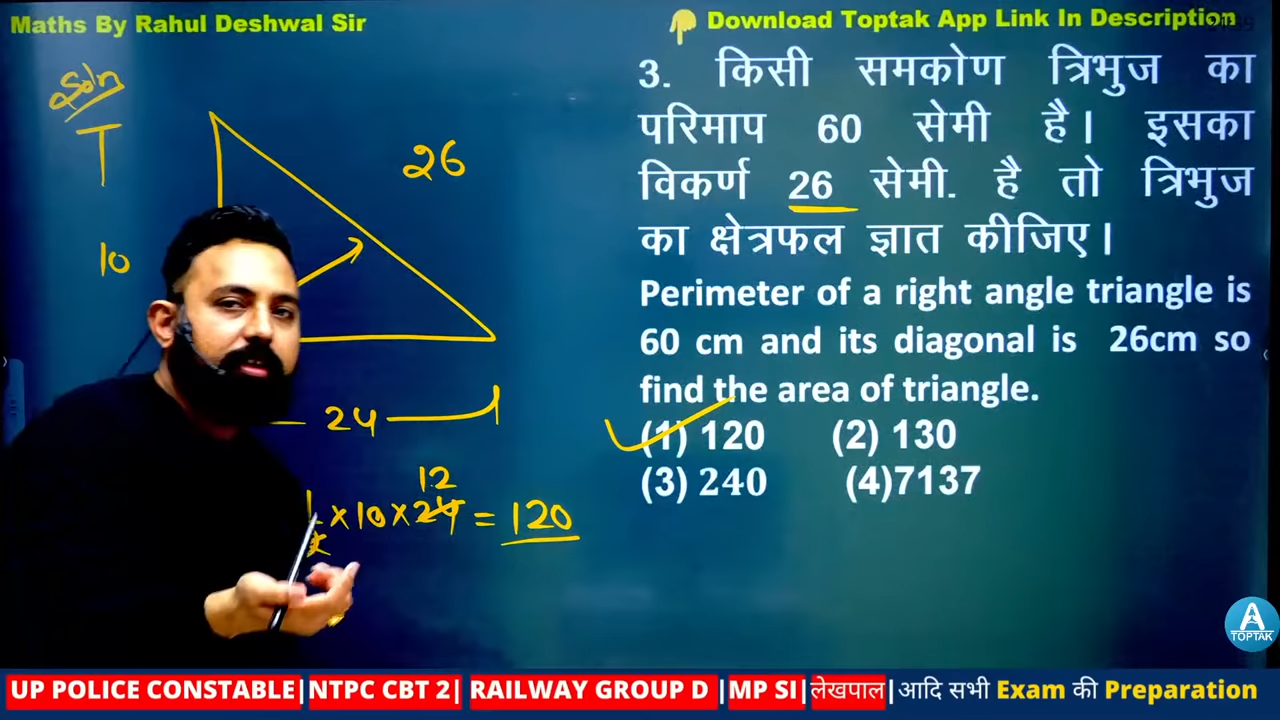 Maths By Rahul Deshwal Sir
Download Toptak App Link In Description
Soln
26
10
24
12
1/2 × 10 × 24 = 120
3. किसी समकोण त्रिभुज का
परिमाप 60 सेमी है। इसका
विकर्ण 26 सेमी. है तो त्रिभुज
का क्षेत्रफल ज्ञात कीजिए।
Perimeter of a right angle triangle is
60 cm and its diagonal is 26cm so
find the area of triangle.
(1) 120 (2) 130
(3) 240 (4)7137
A
TOPTAK
UP POLICE CONSTABLE| NTPC CBT 2| RAILWAY GROUP D |MP SI|लेखपाल|आदि सभी Exam की Preparation